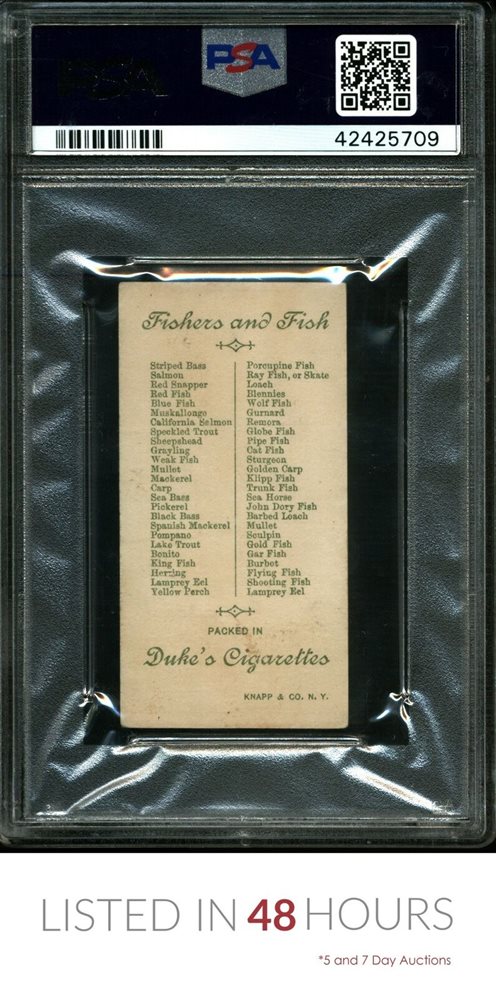 PSA
42425709
Fishers and Fish
Striped Bass
Salmon
Red Snapper
Red Fish
Blue Fish
Muskallonge
California Salmon
Speckled Trout
Sheepshead
Grayling
Weak Fish
Mullet
Mackerel
Carp
Sea Bass
Pickerel
Black Bass
Spanish Mackerel
Pompano
Lake Trout
Bonito
King Fish
Herring
Lamprey Eel
Yellow Perch
Porcupine Fish
Ray Fish, or Skate
Loach
Blennies
Wolf Fish
Gurnard
Remora
Globe Fish
Pipe Fish
Cat Fish
Sturgeon
Golden Carp
Klipp Fish
Trunk Fish
Sea Horse
John Dory Fish
Barbed Loach
Mullet
Sculpin
Gold Fish
Gar Fish
Burbot
Flying Fish
Shooting Fish
Lamprey Eel
PACKED IN
Duke's Cigarettes
KNAPP & CO. N. Y.
LISTED IN 48 HOURS
*5 and 7 Day Auctions